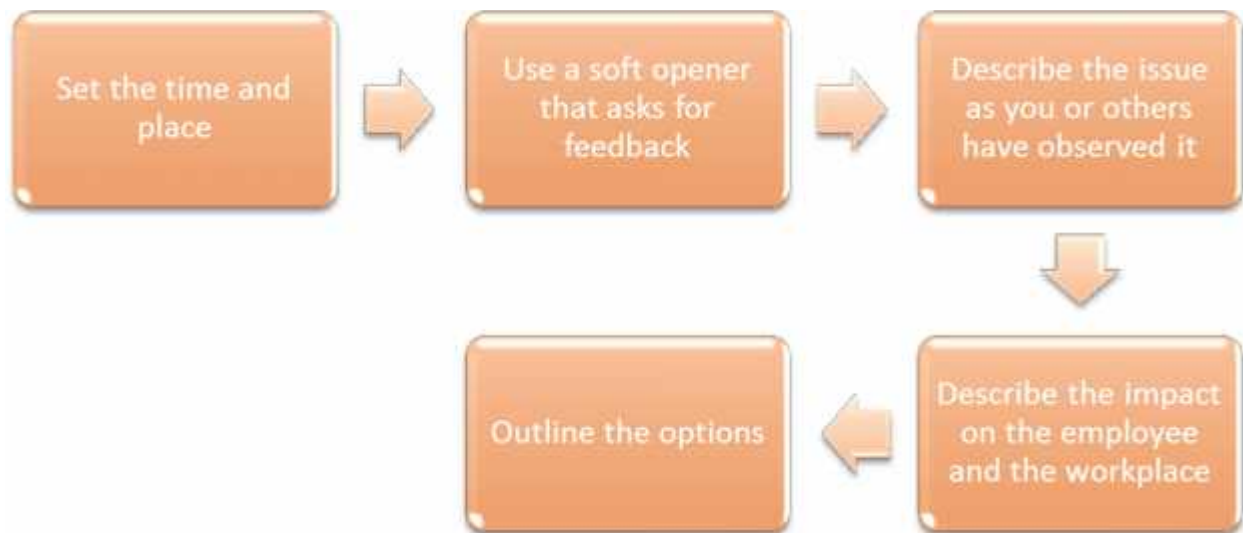 Set the time and
place
Use a soft opener
that asks for
feedback
Describe the issue
as you or others
have observed it
Describe the impact
on the employee
and the workplace
Outline the options